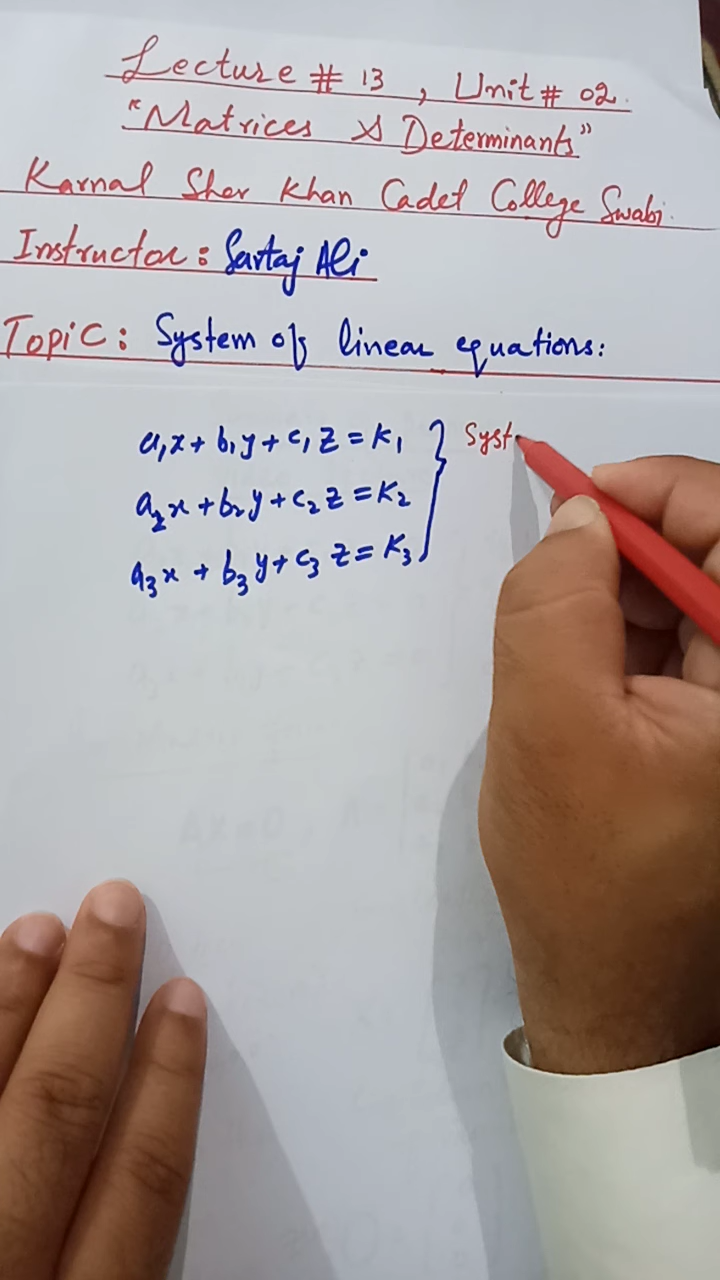 Lecture # 13 , Unit # 02.
"Matrices & Determinants"
Karnal Sher Khan Cadet College Swabi.
Instructor : Sartaj Ali
Topic : System of linear equations:
a₁x + b₁y + c₁z = K₁ } Syst
a₂x + b₂y + c₂z = K₂
a₃x + b₃y + c₃z = K₃